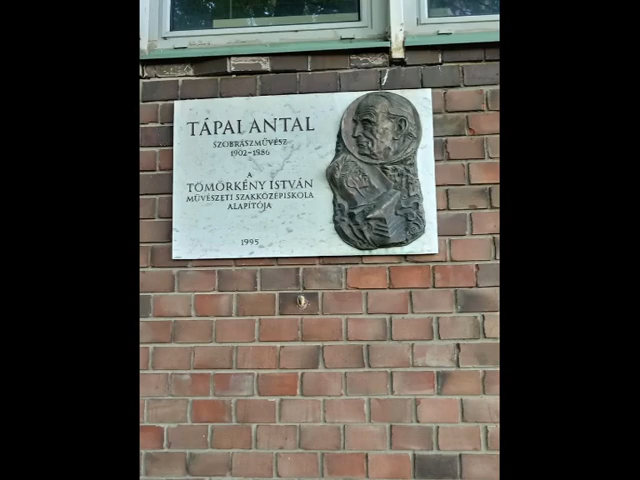 TÁPAI ANTAL
SZOBRÁSZMŰVÉSZ
1902-1986
A
TÖMÖRKÉNY ISTVÁN
MŰVÉSZETI SZAKKÖZÉPISKOLA
ALAPÍTÓJA
1995